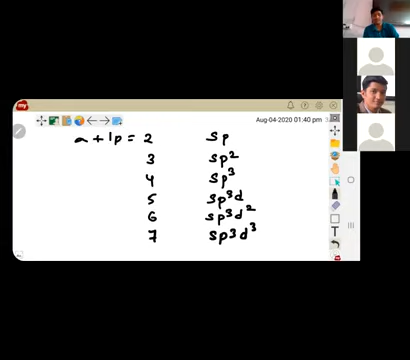 my
Aug-04-2020 01:40 pm
a + lp = 2 sp
3 sp²
4 sp³
5 sp³d
6 sp³d²
7 sp3d³
T